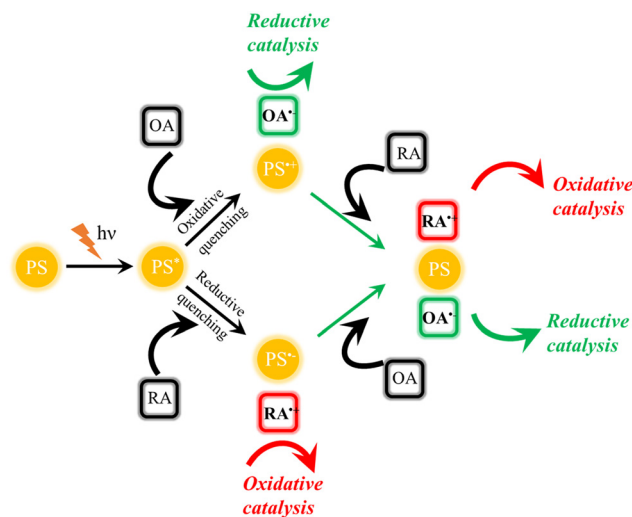 Reductive
catalysis
OA
OA•-
PS•+
RA
Oxidative
quenching
hν
PS
PS*
RA•+
Oxidative
catalysis
PS
Reductive
quenching
OA•-
Reductive
catalysis
PS•-
RA
RA•+
OA
Oxidative
catalysis